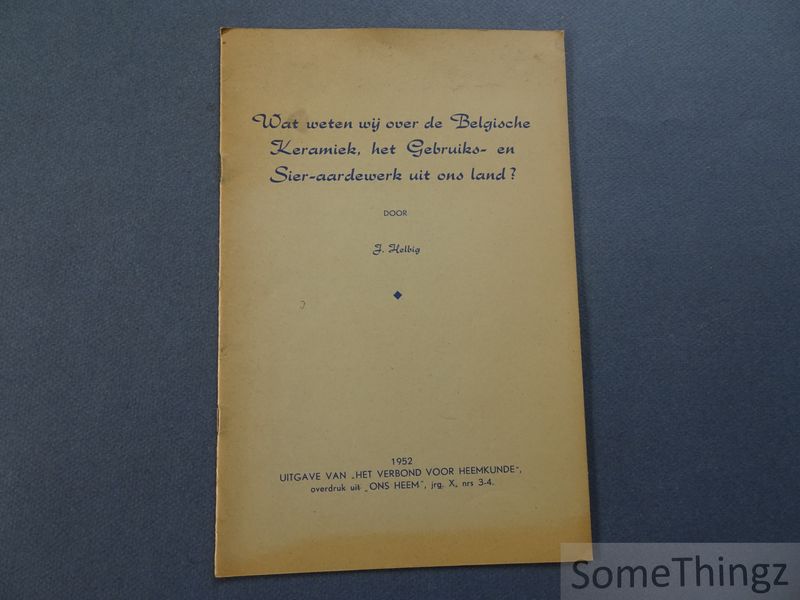 Wat weten wij over de Belgische
Keramiek, het Gebruiks- en
Sier-aardewerk uit ons land?
DOOR
J. Helbig
1952
UITGAVE VAN „HET VERBOND VOOR HEEMKUNDE",
overdruk uit „ONS HEEM", jrg. X, nrs 3-4.
SomeThingz